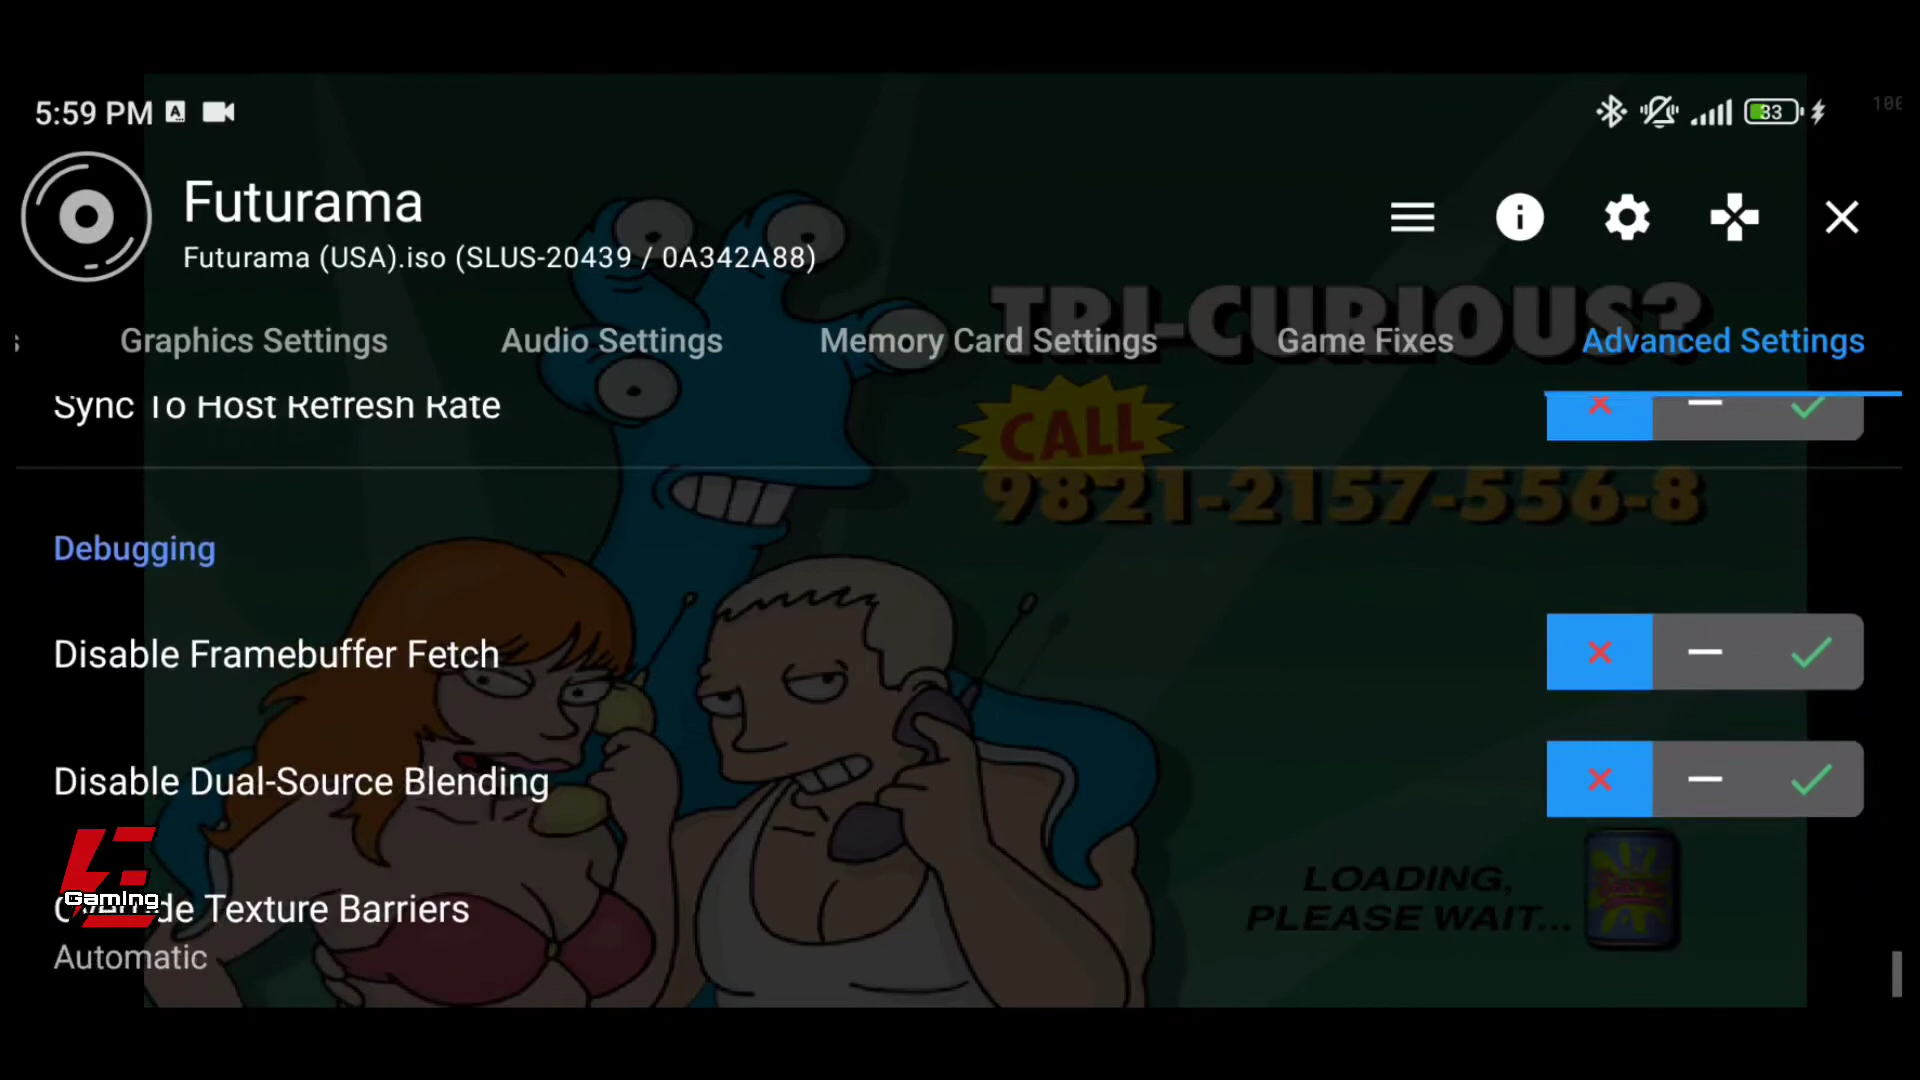 5:59 PM
33
100
Futurama
Futurama (USA).iso (SLUS-20439 / 0A342A88)
TRI-CURIOUS?
s Graphics Settings Audio Settings Memory Card Settings Game Fixes Advanced Settings
Sync To Host Refresh Rate
CALL
9821-2157-556-8
Debugging
Disable Framebuffer Fetch
Disable Dual-Source Blending
LOADING,
PLEASE WAIT...
Gaming
Texture Barriers
Automatic